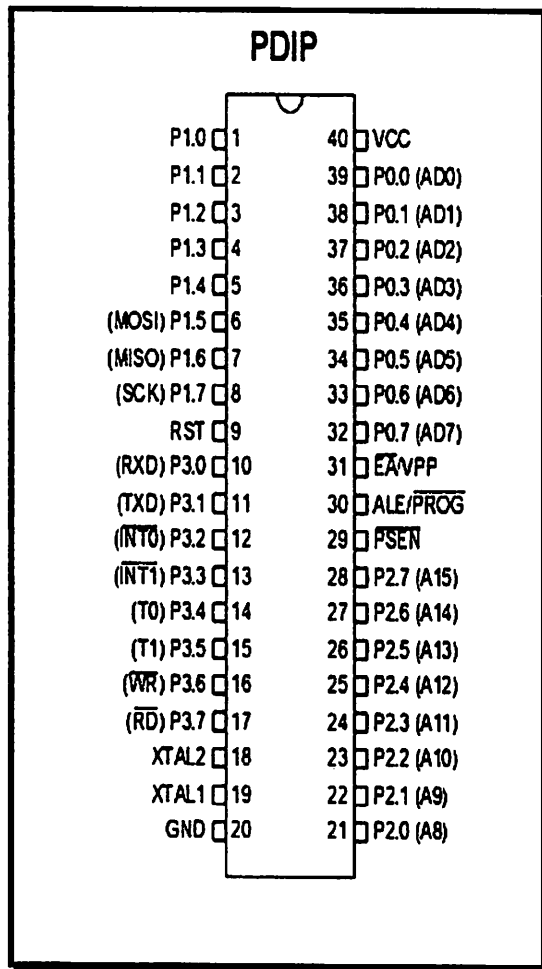 PDIP
P1.0 1 40 VCC
P1.1 2 39 P0.0 (AD0)
P1.2 3 38 P0.1 (AD1)
P1.3 4 37 P0.2 (AD2)
P1.4 5 36 P0.3 (AD3)
(MOSI) P1.5 6 35 P0.4 (AD4)
(MISO) P1.6 7 34 P0.5 (AD5)
(SCK) P1.7 8 33 P0.6 (AD6)
RST 9 32 P0.7 (AD7)
(RXD) P3.0 10 31 E̅A̅/VPP
(TXD) P3.1 11 30 ALE/P̅R̅O̅G̅
(I̅N̅T̅0̅) P3.2 12 29 P̅S̅E̅N̅
(I̅N̅T̅1̅) P3.3 13 28 P2.7 (A15)
(T0) P3.4 14 27 P2.6 (A14)
(T1) P3.5 15 26 P2.5 (A13)
(W̅R̅) P3.6 16 25 P2.4 (A12)
(R̅D̅) P3.7 17 24 P2.3 (A11)
XTAL2 18 23 P2.2 (A10)
XTAL1 19 22 P2.1 (A9)
GND 20 21 P2.0 (A8)